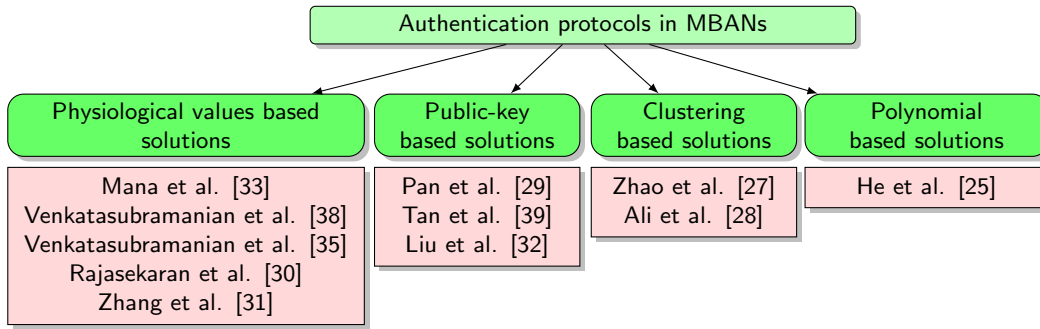 Authentication protocols in MBANs
Physiological values based
solutions
Public-key
based solutions
Clustering
based solutions
Polynomial
based solutions
Mana et al. [33]
Venkatasubramanian et al. [38]
Venkatasubramanian et al. [35]
Rajasekaran et al. [30]
Zhang et al. [31]
Pan et al. [29]
Tan et al. [39]
Liu et al. [32]
Zhao et al. [27]
Ali et al. [28]
He et al. [25]